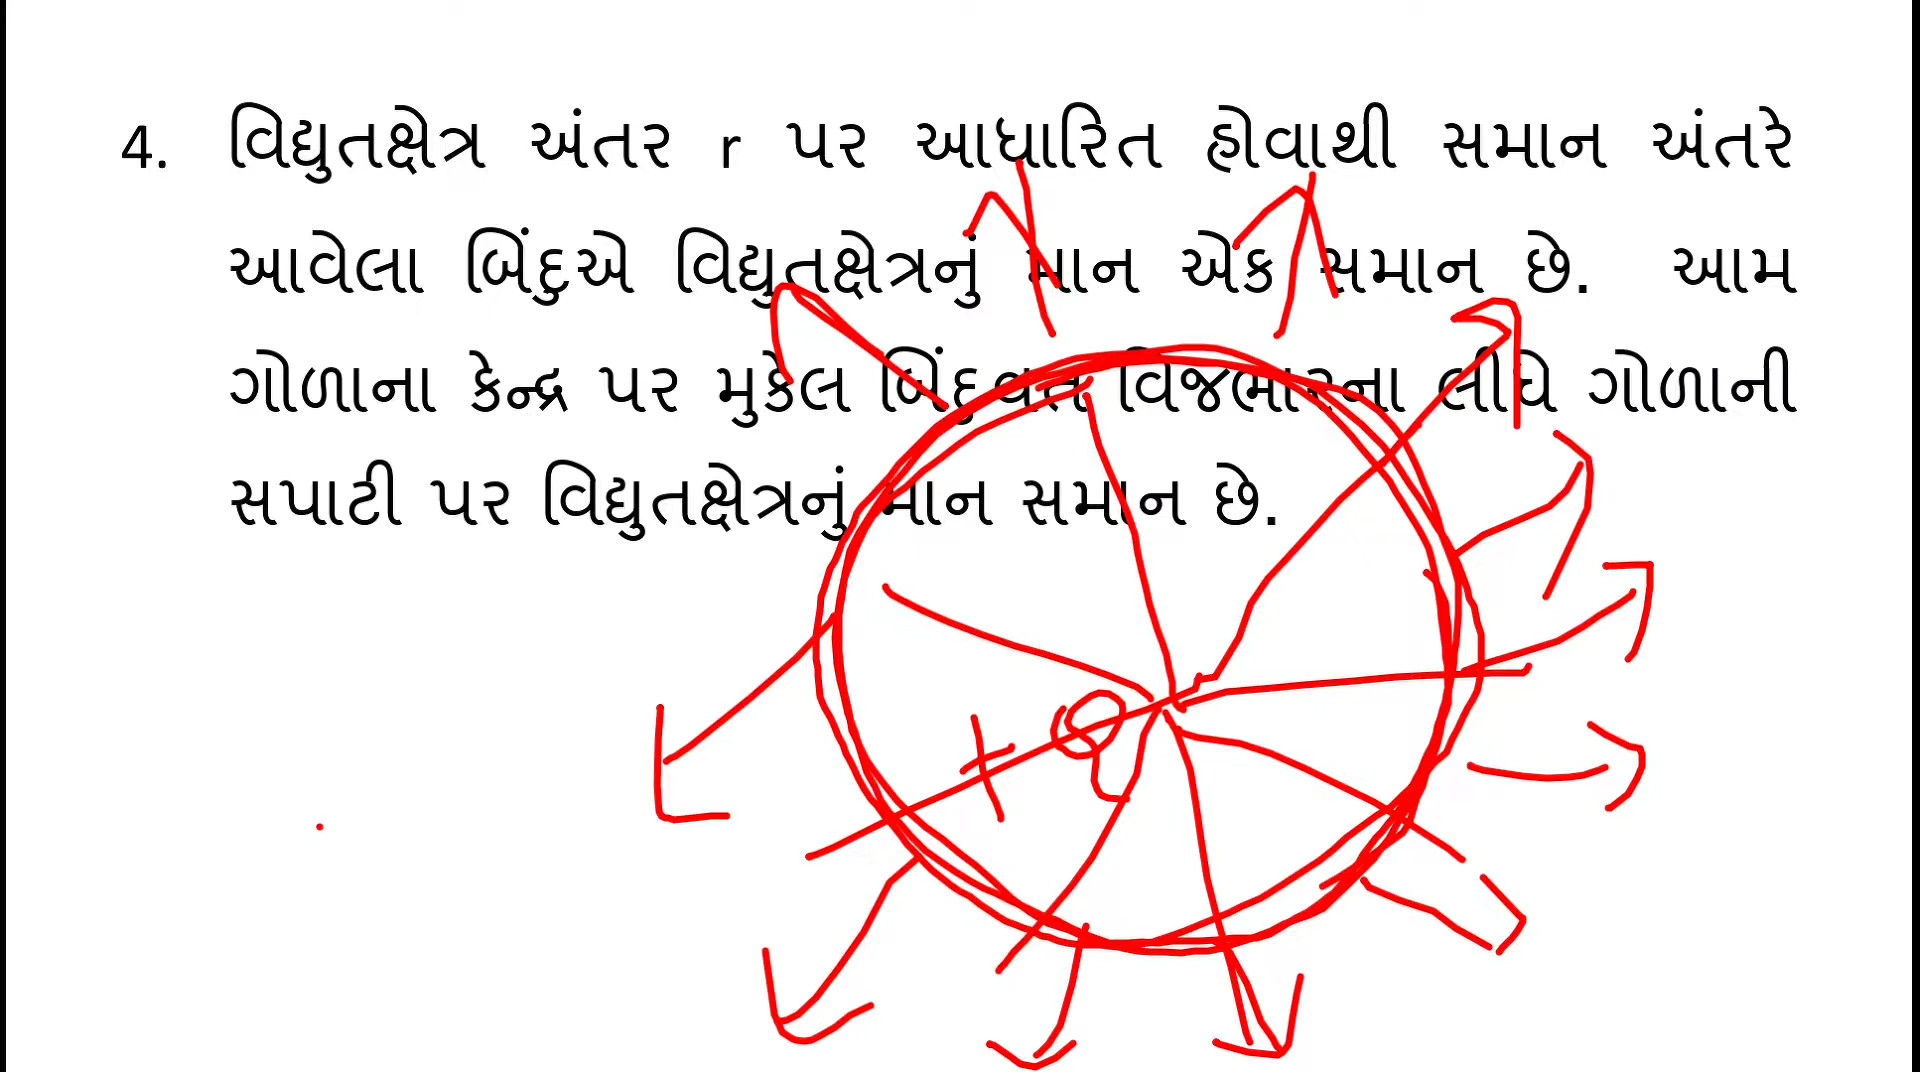 4. વિદ્યુતક્ષેત્ર અંતર r પર આધારિત હોવાથી સમાન અંતરે
આવેલા બિંદુએ વિદ્યુતક્ષેત્રનું માન એક સમાન છે. આમ
ગોળાના કેન્દ્ર પર મુકેલ બિંદુવત વિજભારના લીધે ગોળાની
સપાટી પર વિદ્યુતક્ષેત્રનું માન સમાન છે.